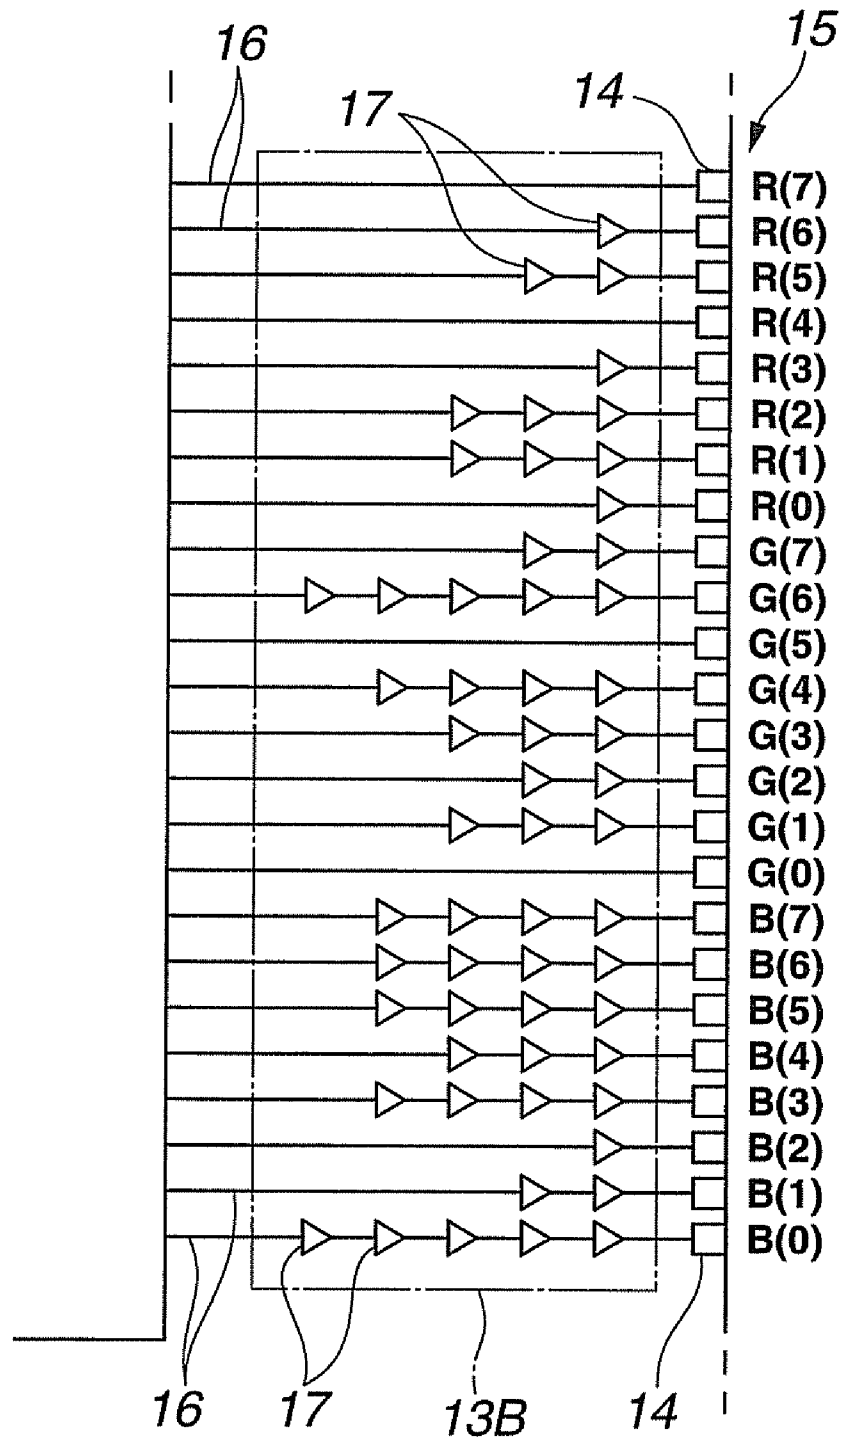 15
16
17
14
R(7)
R(6)
R(5)
R(4)
R(3)
R(2)
R(1)
R(0)
G(7)
G(6)
G(5)
G(4)
G(3)
G(2)
G(1)
G(0)
B(7)
B(6)
B(5)
B(4)
B(3)
B(2)
B(1)
B(0)
16
17
13B
14